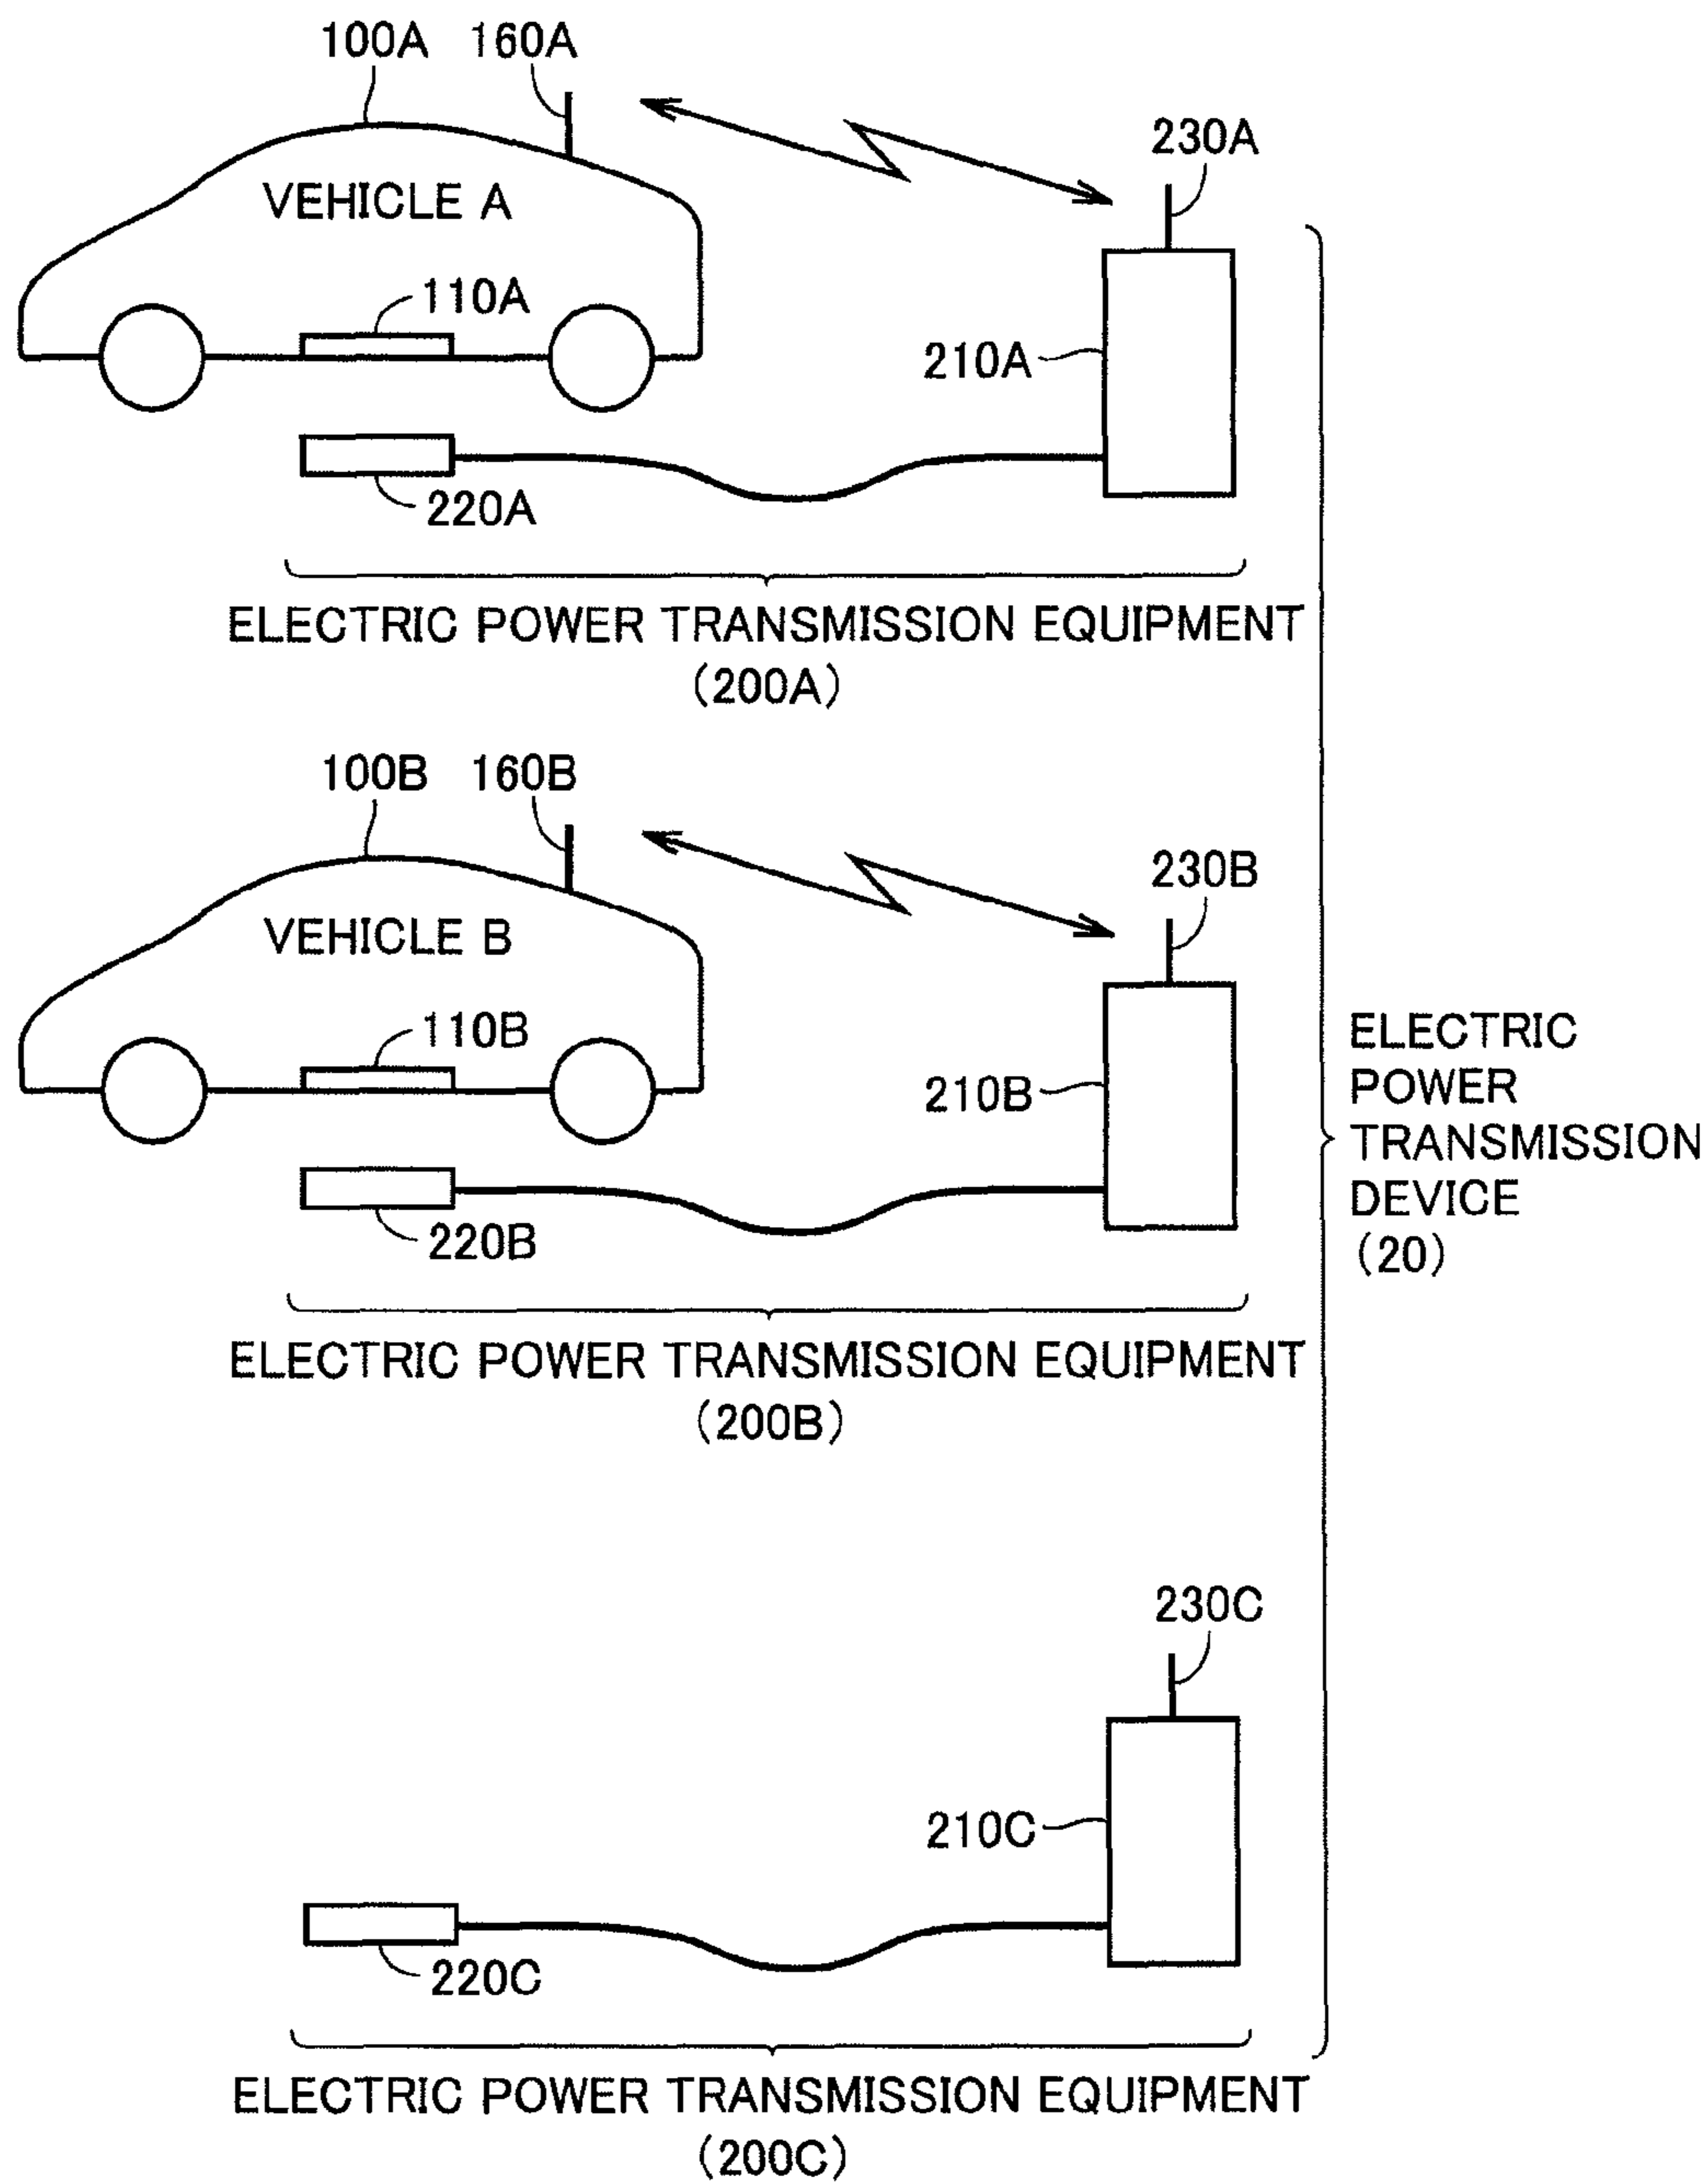 100A 160A
230A
VEHICLE A
110A
210A
220A
ELECTRIC POWER TRANSMISSION EQUIPMENT
(200A)
100B 160B
230B
VEHICLE B
110B
210B
220B
ELECTRIC POWER TRANSMISSION EQUIPMENT
(200B)
ELECTRIC
POWER
TRANSMISSION
DEVICE
(20)
230C
210C
220C
ELECTRIC POWER TRANSMISSION EQUIPMENT
(200C)